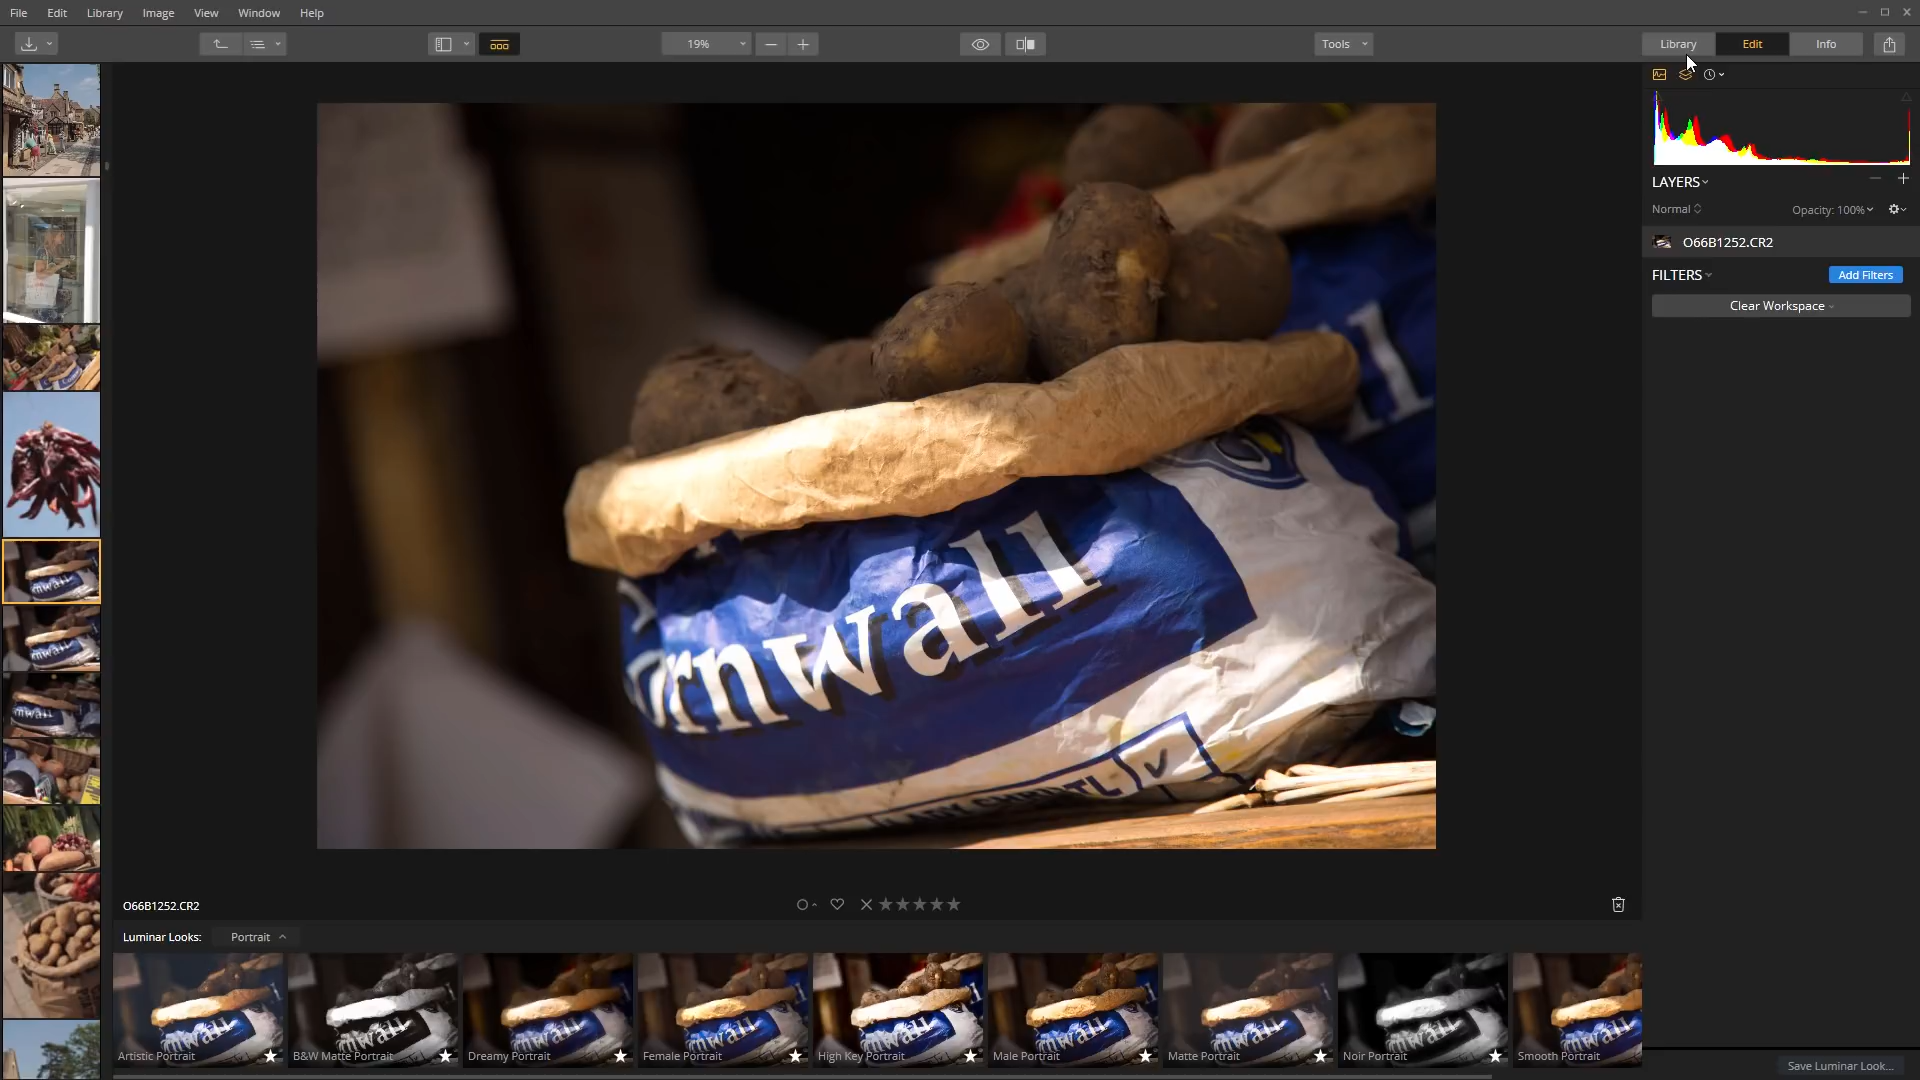 File Edit Library Image View Window Help
19% Tools Library Edit Info
LAYERS
Normal Opacity: 100%
O66B1252.CR2
FILTERS Add Filters
Clear Workspace
rnwall
O66B1252.CR2
Luminar Looks: Portrait
Artistic Portrait B&W Matte Portrait Dreamy Portrait Female Portrait High Key Portrait Male Portrait Matte Portrait Noir Portrait Smooth Portrait
Save Luminar Look...